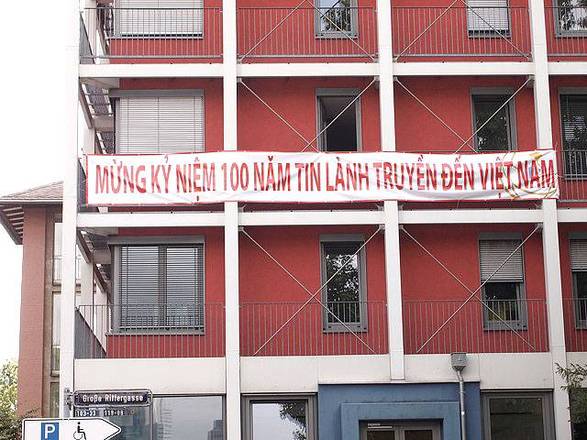 MỪNG KỶ NIỆM 100 NĂM TIN LÀNH TRUYỀN ĐẾN VIỆT NAM
Große Rittergasse
P